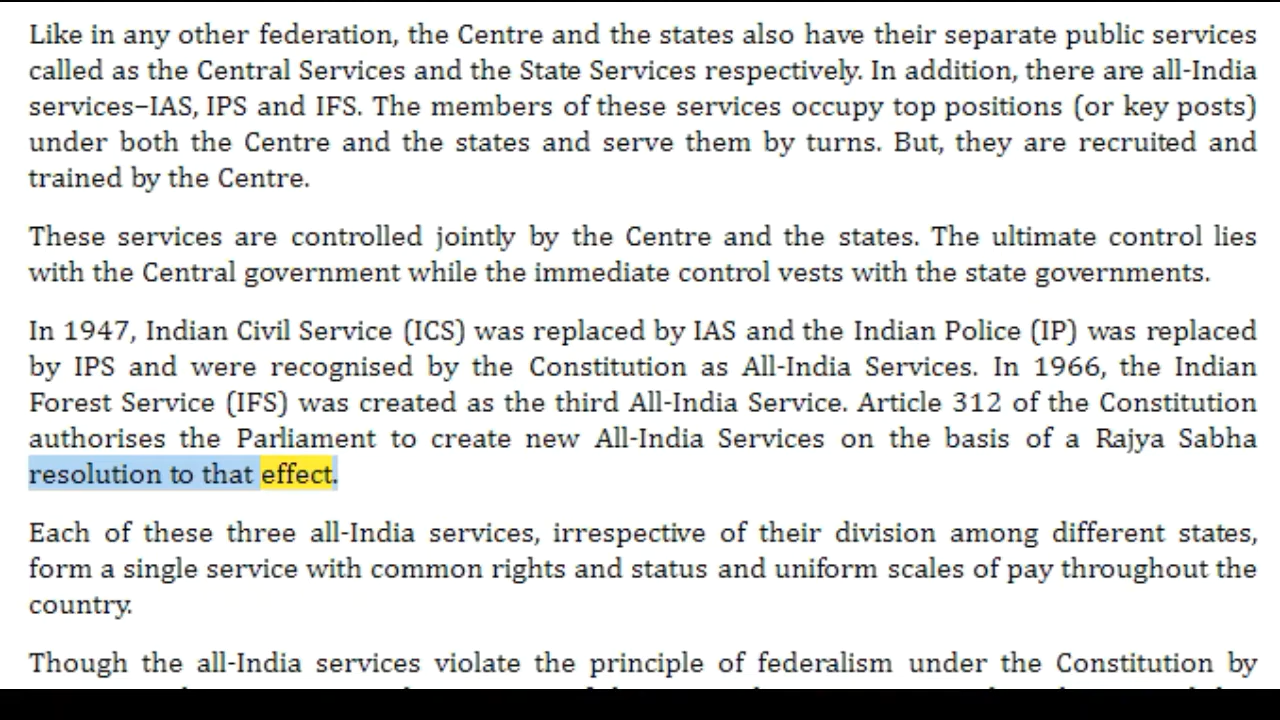 Like in any other federation, the Centre and the states also have their separate public services
called as the Central Services and the State Services respectively. In addition, there are all-India
services–IAS, IPS and IFS. The members of these services occupy top positions (or key posts)
under both the Centre and the states and serve them by turns. But, they are recruited and
trained by the Centre.
These services are controlled jointly by the Centre and the states. The ultimate control lies
with the Central government while the immediate control vests with the state governments.
In 1947, Indian Civil Service (ICS) was replaced by IAS and the Indian Police (IP) was replaced
by IPS and were recognised by the Constitution as All-India Services. In 1966, the Indian
Forest Service (IFS) was created as the third All-India Service. Article 312 of the Constitution
authorises the Parliament to create new All-India Services on the basis of a Rajya Sabha
resolution to that effect.
Each of these three all-India services, irrespective of their division among different states,
form a single service with common rights and status and uniform scales of pay throughout the
country.
Though the all-India services violate the principle of federalism under the Constitution by